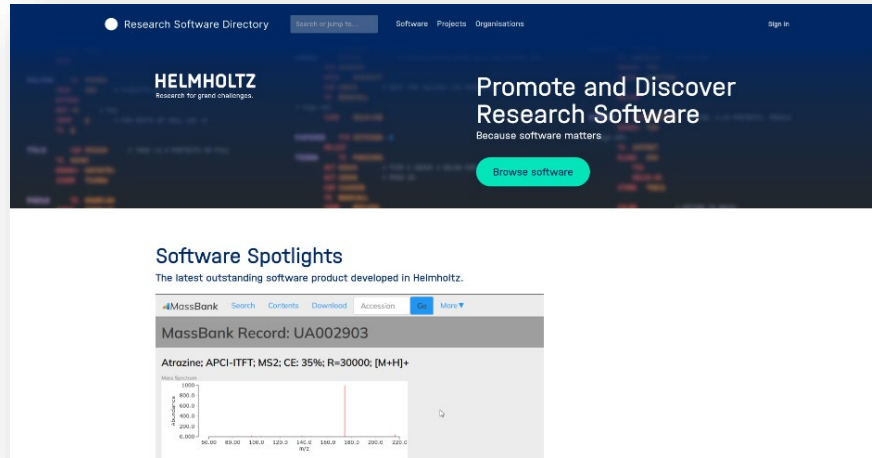 Research Software Directory
Search or jump to...
Software Projects Organisations
Sign in
HELMHOLTZ
Research for grand challenges.
Promote and Discover
Research Software
Because software matters
Browse software
Software Spotlights
The latest outstanding software product developed in Helmholtz.
MassBank Search Contents Download Accession Go More▼
MassBank Record: UA002903
Atrazine; APCI-ITFT; MS2; CE: 35%; R=30000; [M+H]+
Mass Spectrum
1000
800.0
600.0
400.0
200.0
0.000
Abundance
60.00 80.00 100.0 120.0 140.0 160.0 180.0 200.0 220.0
m/z